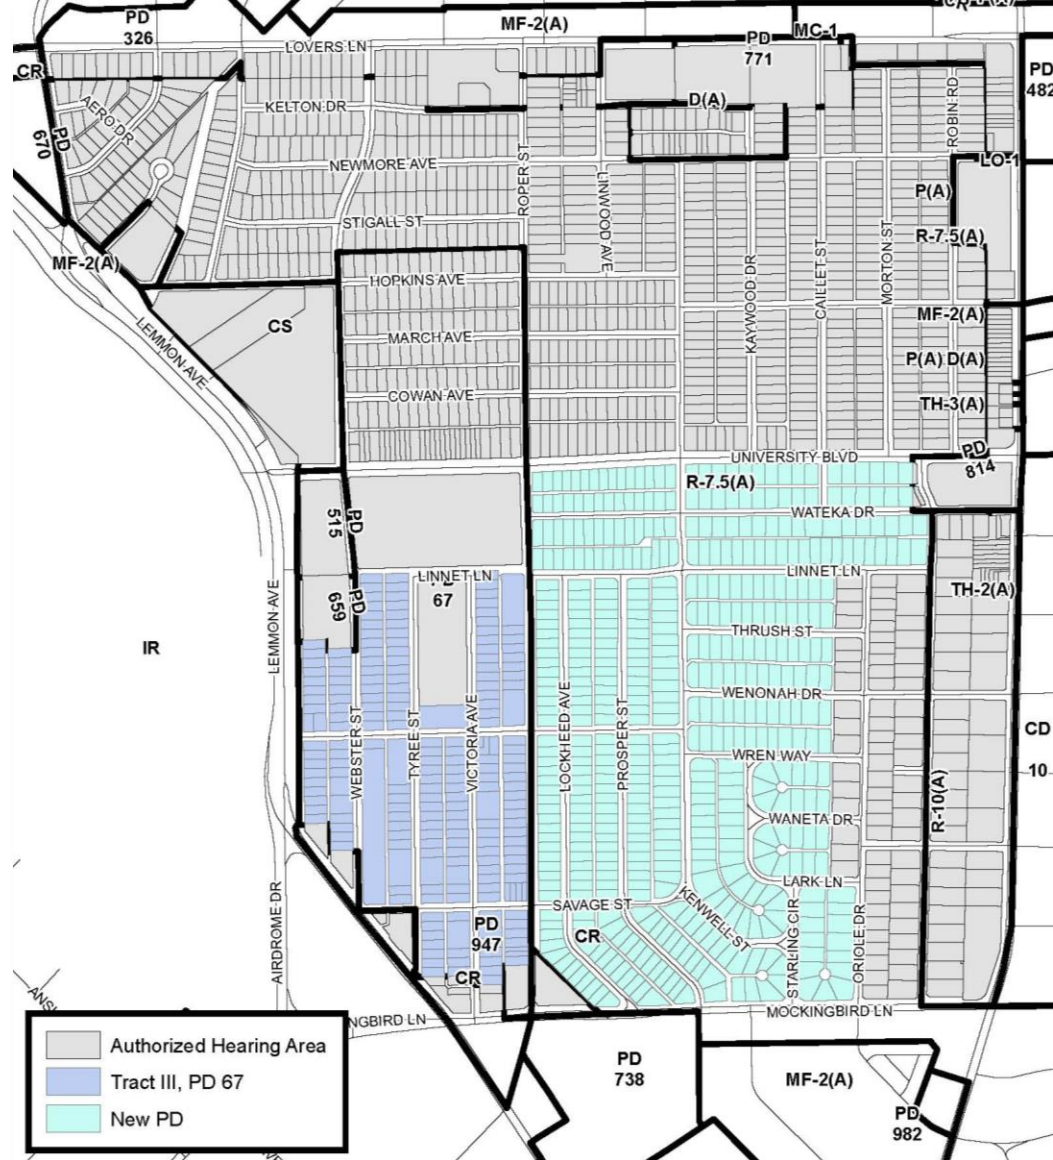 PD
326
MF-2(A)
MC-1
PD
771
LOVERS LN
CR
PD
482
AERO DR
KELTON DR
D(A)
ROBIN RD
PD
670
NEWMORE AVE
ROPER ST
LINWOOD AVE
LO-1
P(A)
STIGALL ST
R-7.5(A)
MF-2(A)
HOPKINS AVE
KAYWOOD DR
CAILLET ST
MORTON ST
MF-2(A)
CS
LEMMON AVE
MARCH AVE
P(A)
D(A)
COWAN AVE
TH-3(A)
UNIVERSITY BLVD
PD
814
R-7.5(A)
WATEKA DR
PD
515
LINNET LN
LINNET LN
67
PD
659
TH-2(A)
THRUSH ST
IR
LEMMON AVE
WENONAH DR
WEBSTER ST
TYREE ST
VICTORIA AVE
LOCKHEED AVE
PROSPER ST
WREN WAY
CD
10
R-10(A)
WANETA DR
LARK LN
SAVAGE ST
KENWELL ST
STARLING CIR
ORIOLE DR
PD
947
CR
AIRDROME DR
CR
MOCKINGBIRD LN
NGBIRD LN
PD
738
MF-2(A)
PD
982
Authorized Hearing Area
Tract III, PD 67
New PD